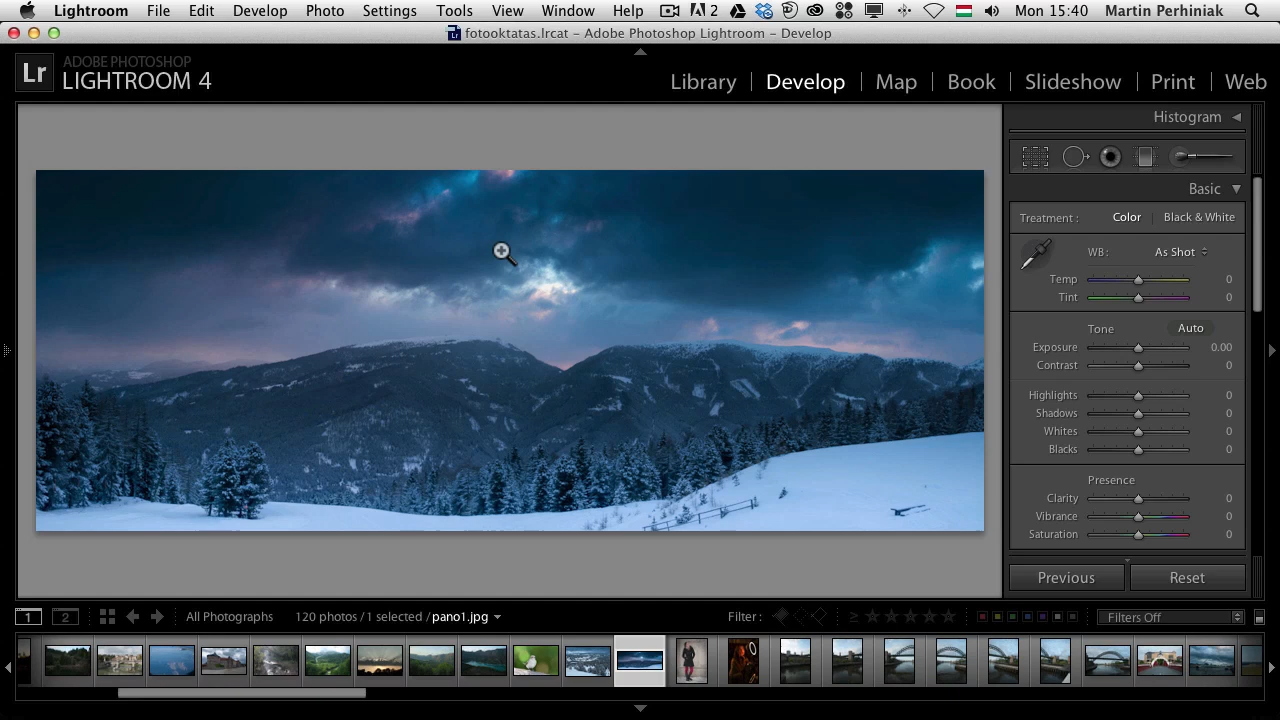 Lightroom File Edit Develop Photo Settings Tools View Window Help 2 Mon 15:40 Martin Perhiniak
Lr fotooktatas.lrcat – Adobe Photoshop Lightroom – Develop
Lr ADOBE PHOTOSHOP
LIGHTROOM 4
Library Develop Map Book Slideshow Print Web
Histogram
Basic
Treatment : Color Black & White
WB : As Shot
Temp 0
Tint 0
Tone Auto
Exposure 0.00
Contrast 0
Highlights 0
Shadows 0
Whites 0
Blacks 0
Presence
Clarity 0
Vibrance 0
Saturation 0
Previous Reset
1 2 All Photographs 120 photos / 1 selected / pano1.jpg Filter : ≥ Filters Off